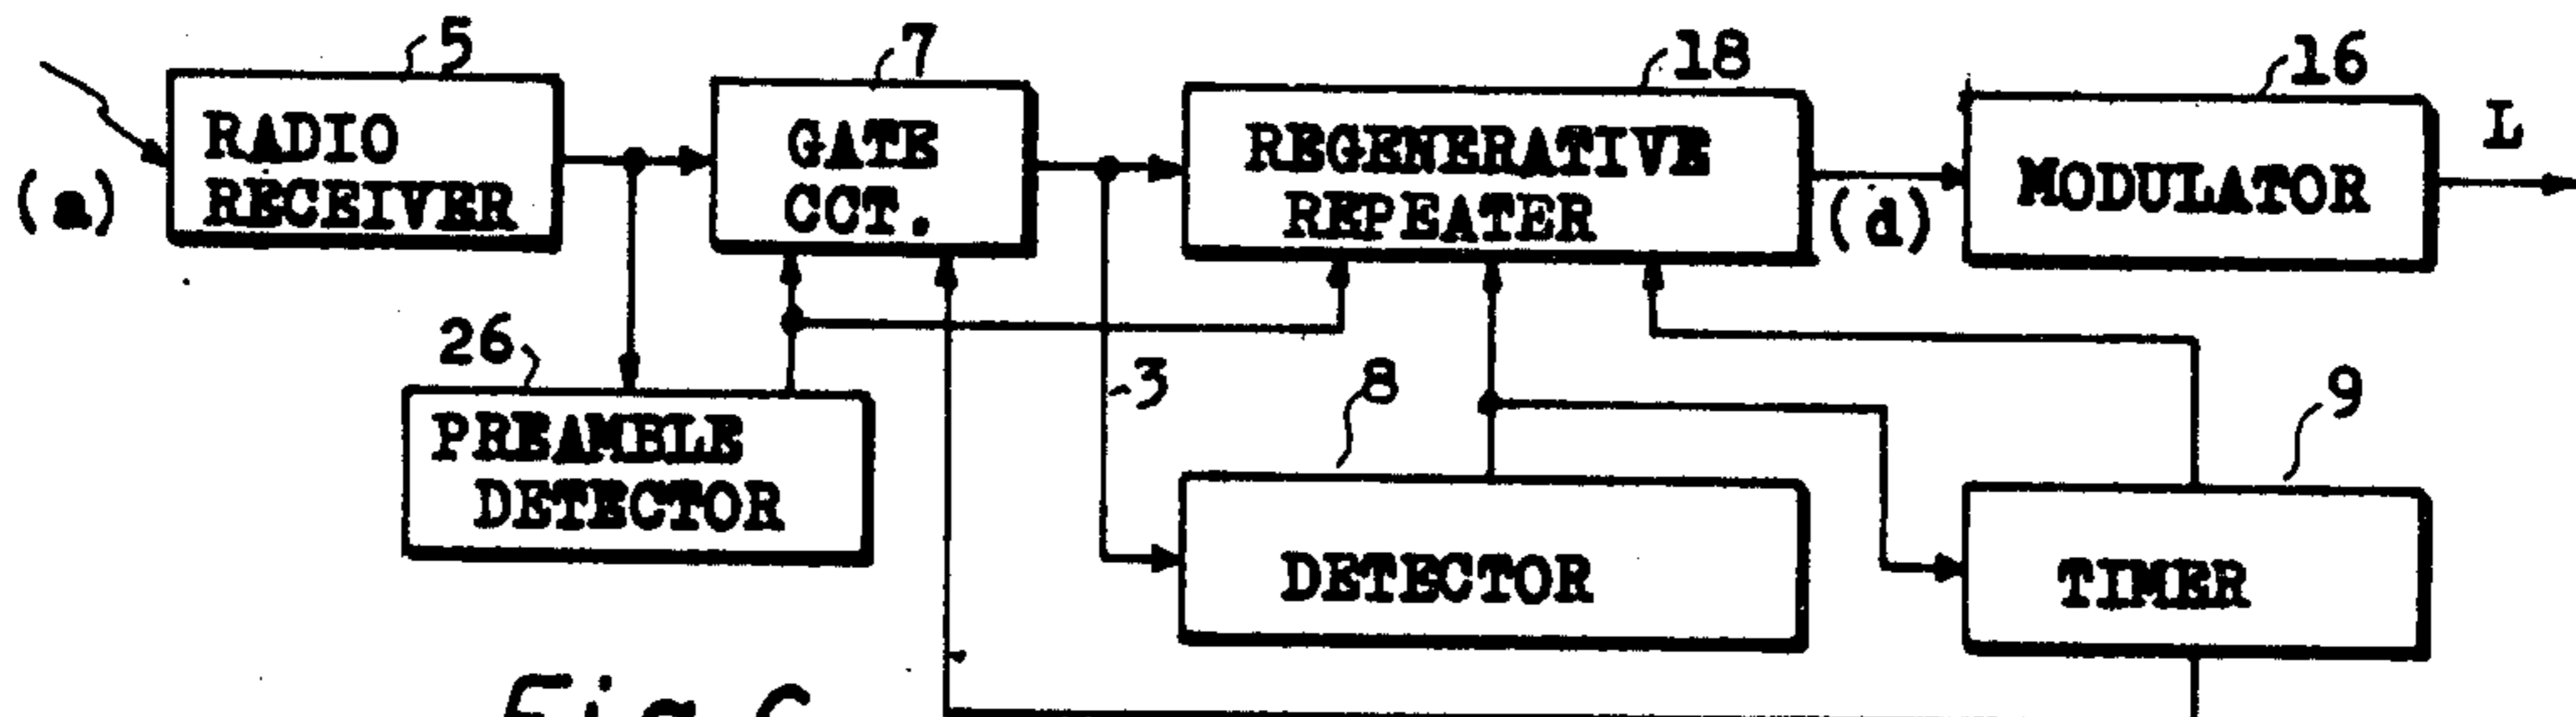 5
7
18
16
RADIO
RECEIVER
GATE
CCT.
REGENERATIVE
REPEATER
MODULATOR
L
(a)
(d)
26
3
8
9
PREAMBLE
DETECTOR
DETECTOR
TIMER